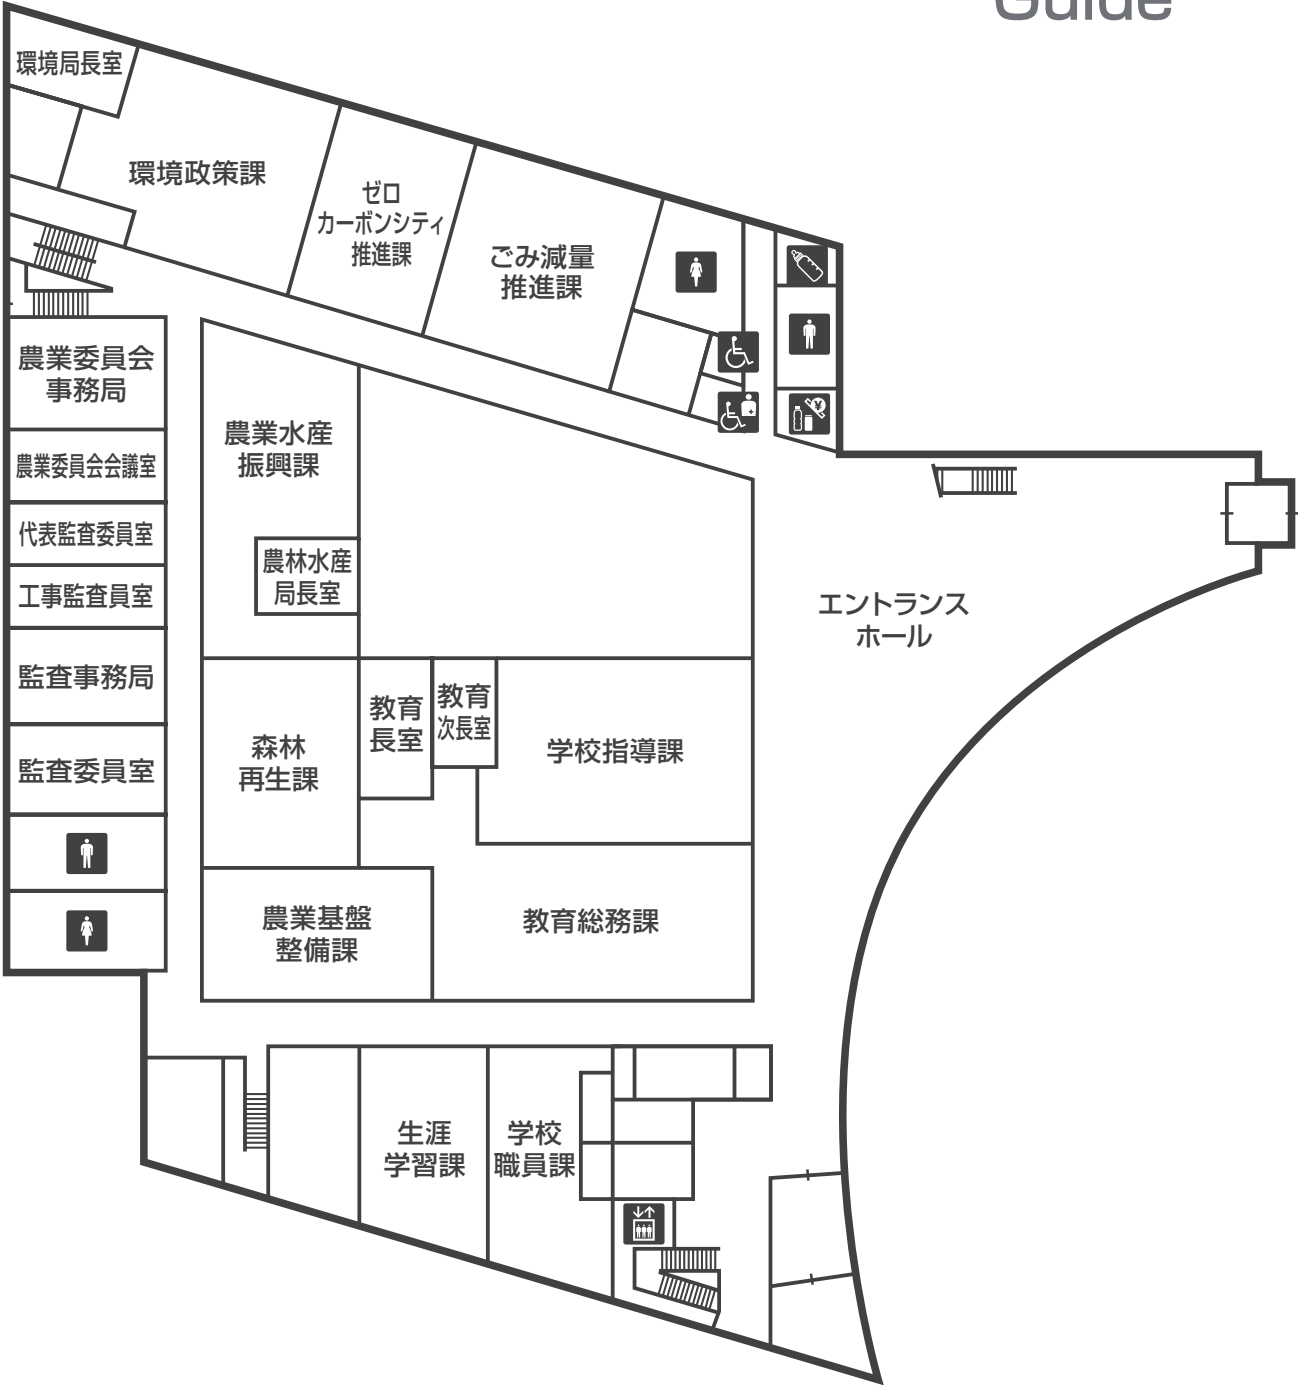 Guide
環境局長室
環境政策課
ゼロ
カーボンシティ
推進課
ごみ減量
推進課
農業委員会
事務局
農業委員会会議室
代表監査委員室
工事監査員室
監査事務局
監査委員室
農業水産
振興課
農林水産
局長室
エントランス
ホール
森林
再生課
教育
長室
教育
次長室
学校指導課
農業基盤
整備課
教育総務課
生涯
学習課
学校
職員課